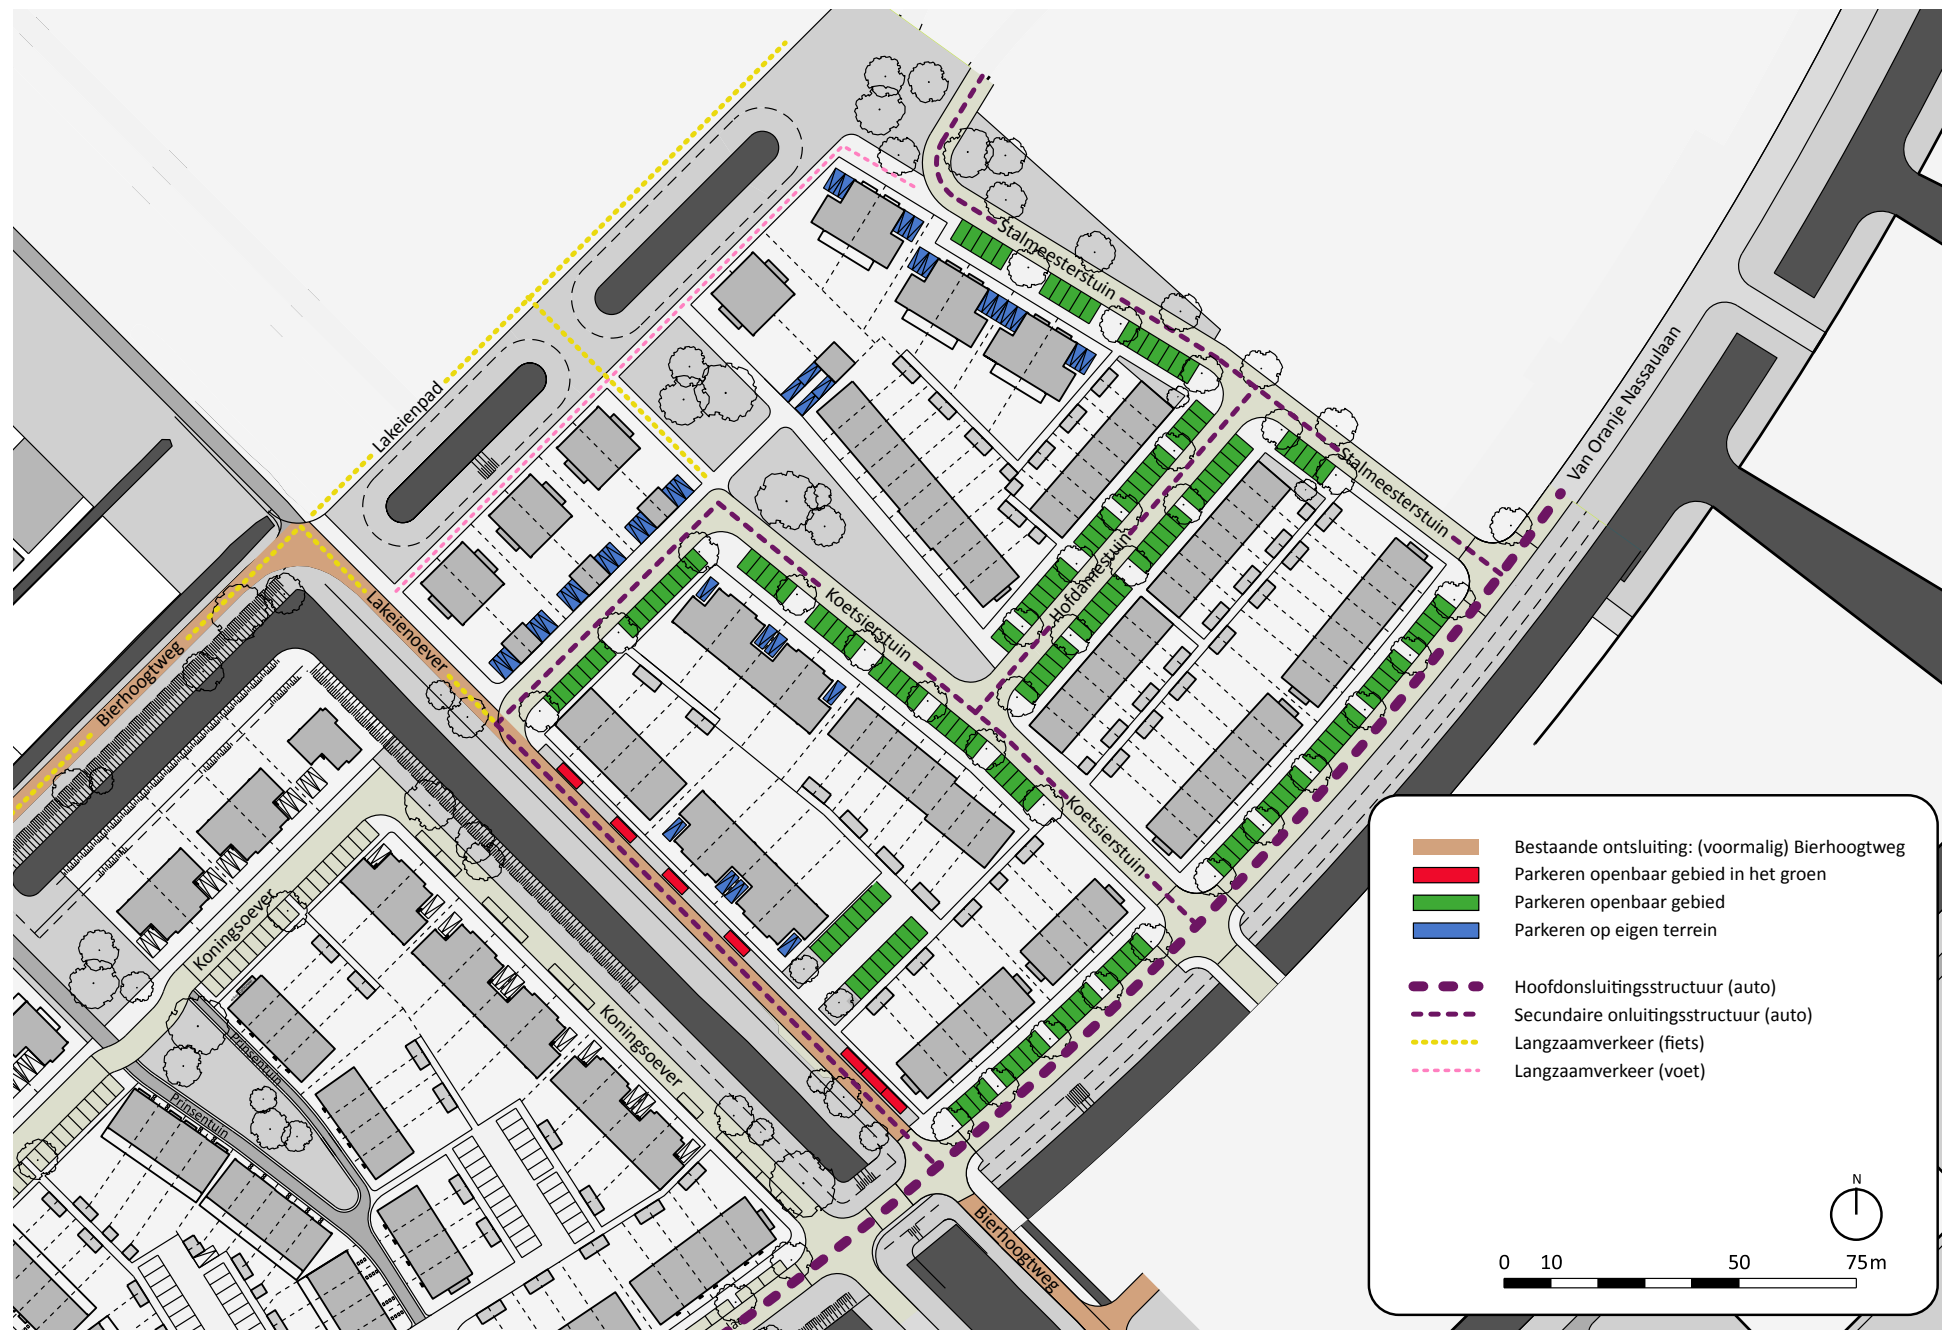 Stalmeesterstuin
Van Oranje Nassaulaan
Lakeienpad
Stalmeesterstuin
Hofdamestuin
Koetsierstuin
Lakeienoever
Bierhoogtweg
Koetsierstuin
Koningsoever
Koningsoever
Prinsentuin
Prinsentuin
Bierhoogtweg
Bestaande ontsluiting: (voormalig) Bierhoogtweg
Parkeren openbaar gebied in het groen
Parkeren openbaar gebied
Parkeren op eigen terrein
Hoofdonsluitingsstructuur (auto)
Secundaire onluitingsstructuur (auto)
Langzaamverkeer (fiets)
Langzaamverkeer (voet)
N
0 10 50 75m